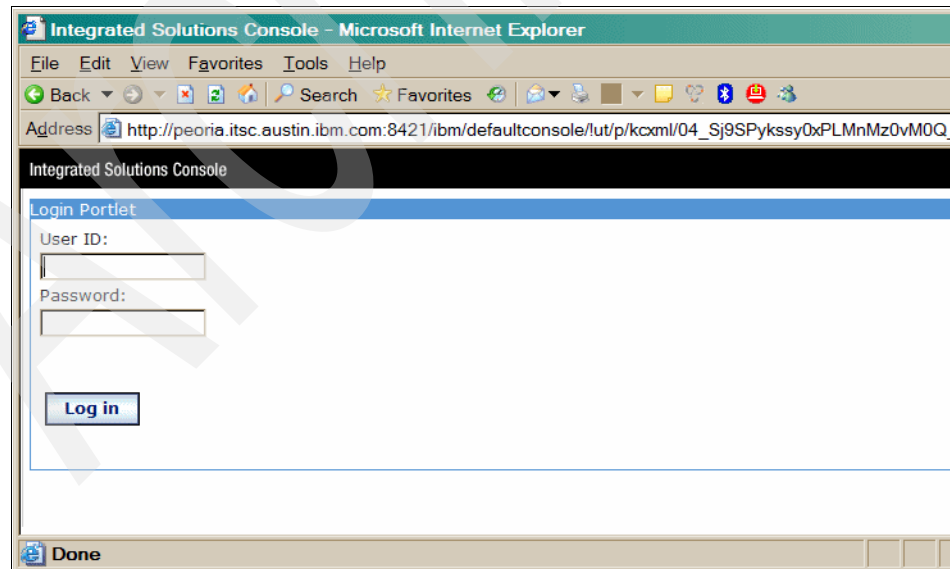 Integrated Solutions Console - Microsoft Internet Explorer
File Edit View Favorites Tools Help
Back Search Favorites
Address http://peoria.itsc.austin.ibm.com:8421/ibm/defaultconsole/!ut/p/kcxml/04_Sj9SPykssy0xPLMnMz0vM0Q_
Integrated Solutions Console
Login Portlet
User ID:
Password:
Log in
Done